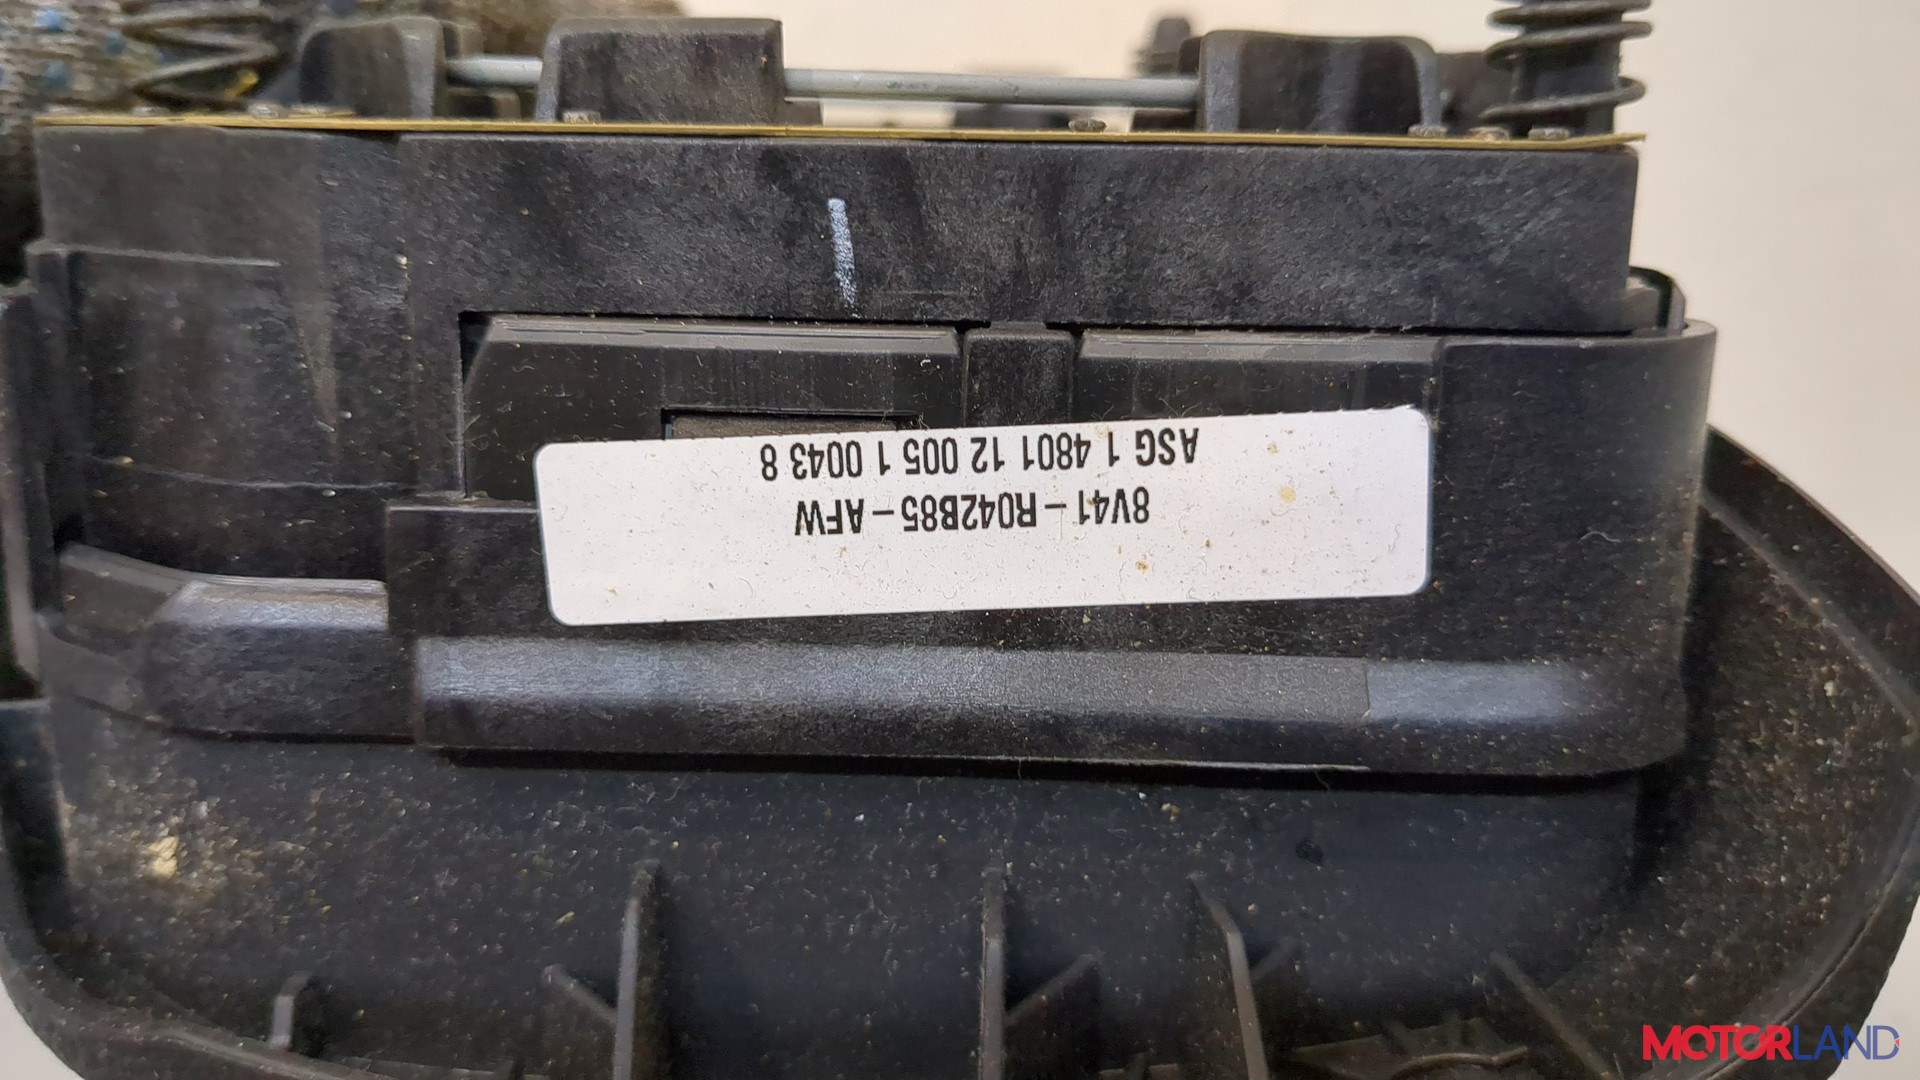 8V41-R042B85-AFW
ASG 1 4801 12 005 1 0043 8
MOTORLAND